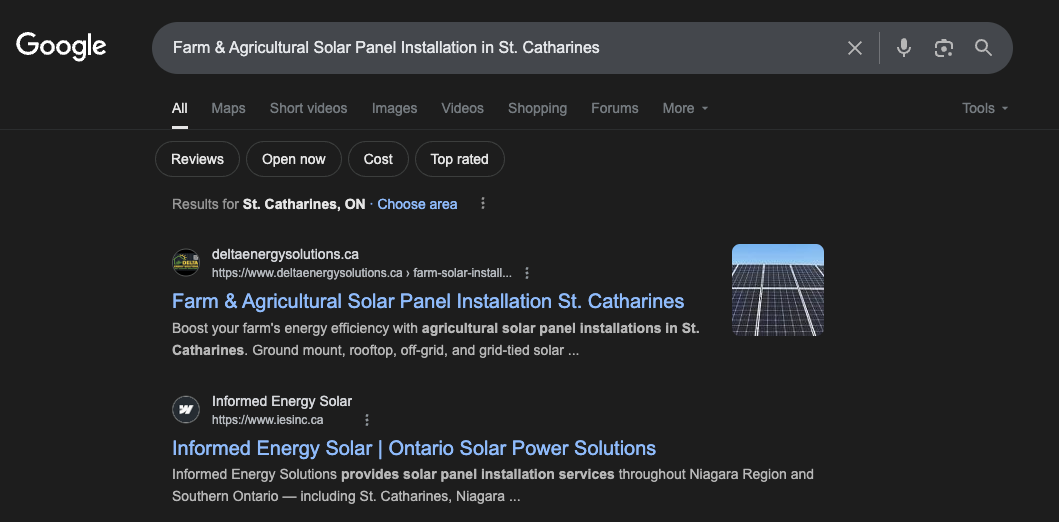 Google
Farm & Agricultural Solar Panel Installation in St. Catharines
All Maps Short videos Images Videos Shopping Forums More Tools
Reviews Open now Cost Top rated
Results for St. Catharines, ON · Choose area
DELTA
deltaenergysolutions.ca
https://www.deltaenergysolutions.ca › farm-solar-install...
Farm & Agricultural Solar Panel Installation St. Catharines
Boost your farm's energy efficiency with agricultural solar panel installations in St.
Catharines. Ground mount, rooftop, off-grid, and grid-tied solar ...
Informed Energy Solar
https://www.iesinc.ca
Informed Energy Solar | Ontario Solar Power Solutions
Informed Energy Solutions provides solar panel installation services throughout Niagara Region and
Southern Ontario — including St. Catharines, Niagara ...